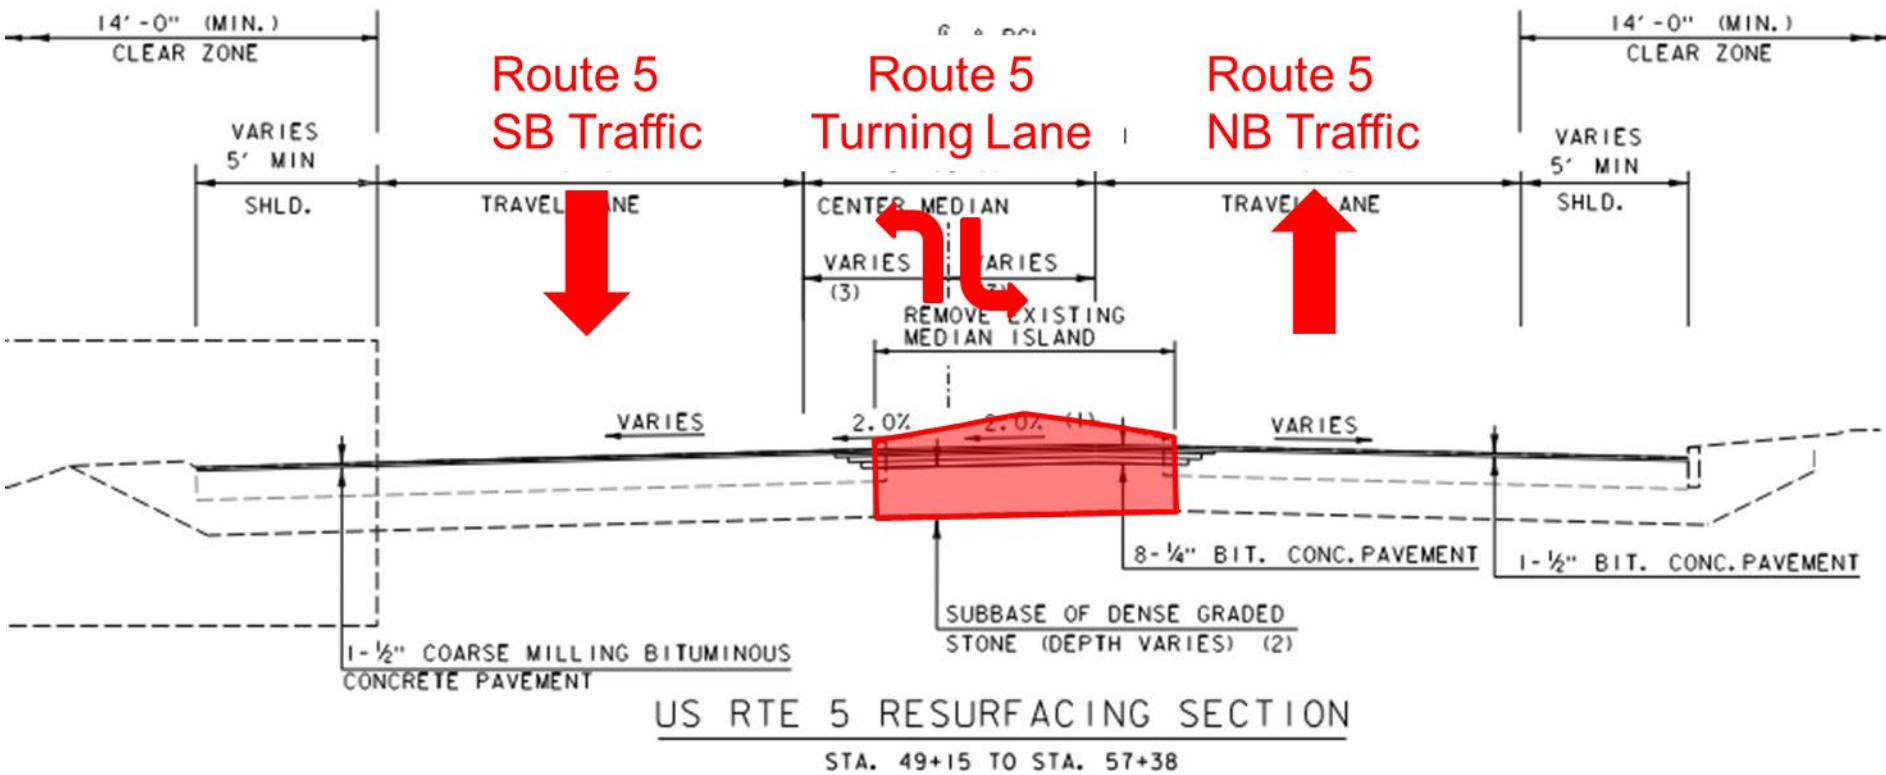 14'-0" (MIN.)
CLEAR ZONE
14'-0" (MIN.)
CLEAR ZONE
Route 5
SB Traffic
Route 5
Turning Lane
Route 5
NB Traffic
VARIES
5' MIN
SHLD.
VARIES
5' MIN
SHLD.
TRAVEL
CENTER MEDIAN
VARIES
(3)
VARIES
REMOVE EXISTING
MEDIAN ISLAND
VARIES
2.0%
2.0% (1)
VARIES
8-¼" BIT. CONC. PAVEMENT
1-½" BIT. CONC. PAVEMENT
SUBBASE OF DENSE GRADED
STONE (DEPTH VARIES) (2)
1-½" COARSE MILLING BITUMINOUS
CONCRETE PAVEMENT
US RTE 5 RESURFACING SECTION
STA. 49+15 TO STA. 57+38